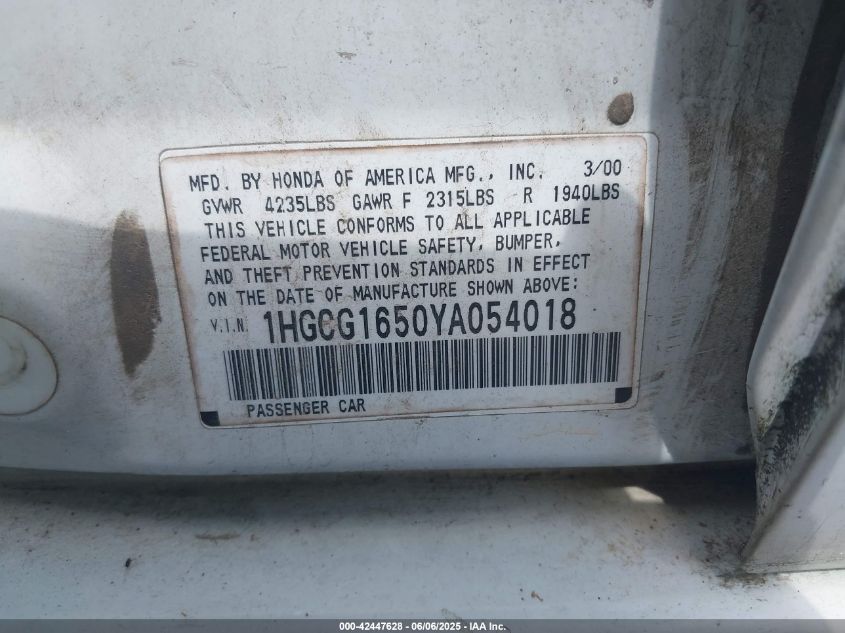 MFD. BY HONDA OF AMERICA MFG., INC. 3/00
GVWR 4235LBS GAWR F 2315LBS R 1940LBS
THIS VEHICLE CONFORMS TO ALL APPLICABLE
FEDERAL MOTOR VEHICLE SAFETY, BUMPER,
AND THEFT PREVENTION STANDARDS IN EFFECT
ON THE DATE OF MANUFACTURE SHOWN ABOVE:
V.I.N. 1HGCG1650YA054018
PASSENGER CAR
000-42447628 - 06/06/2025 - IAA Inc.